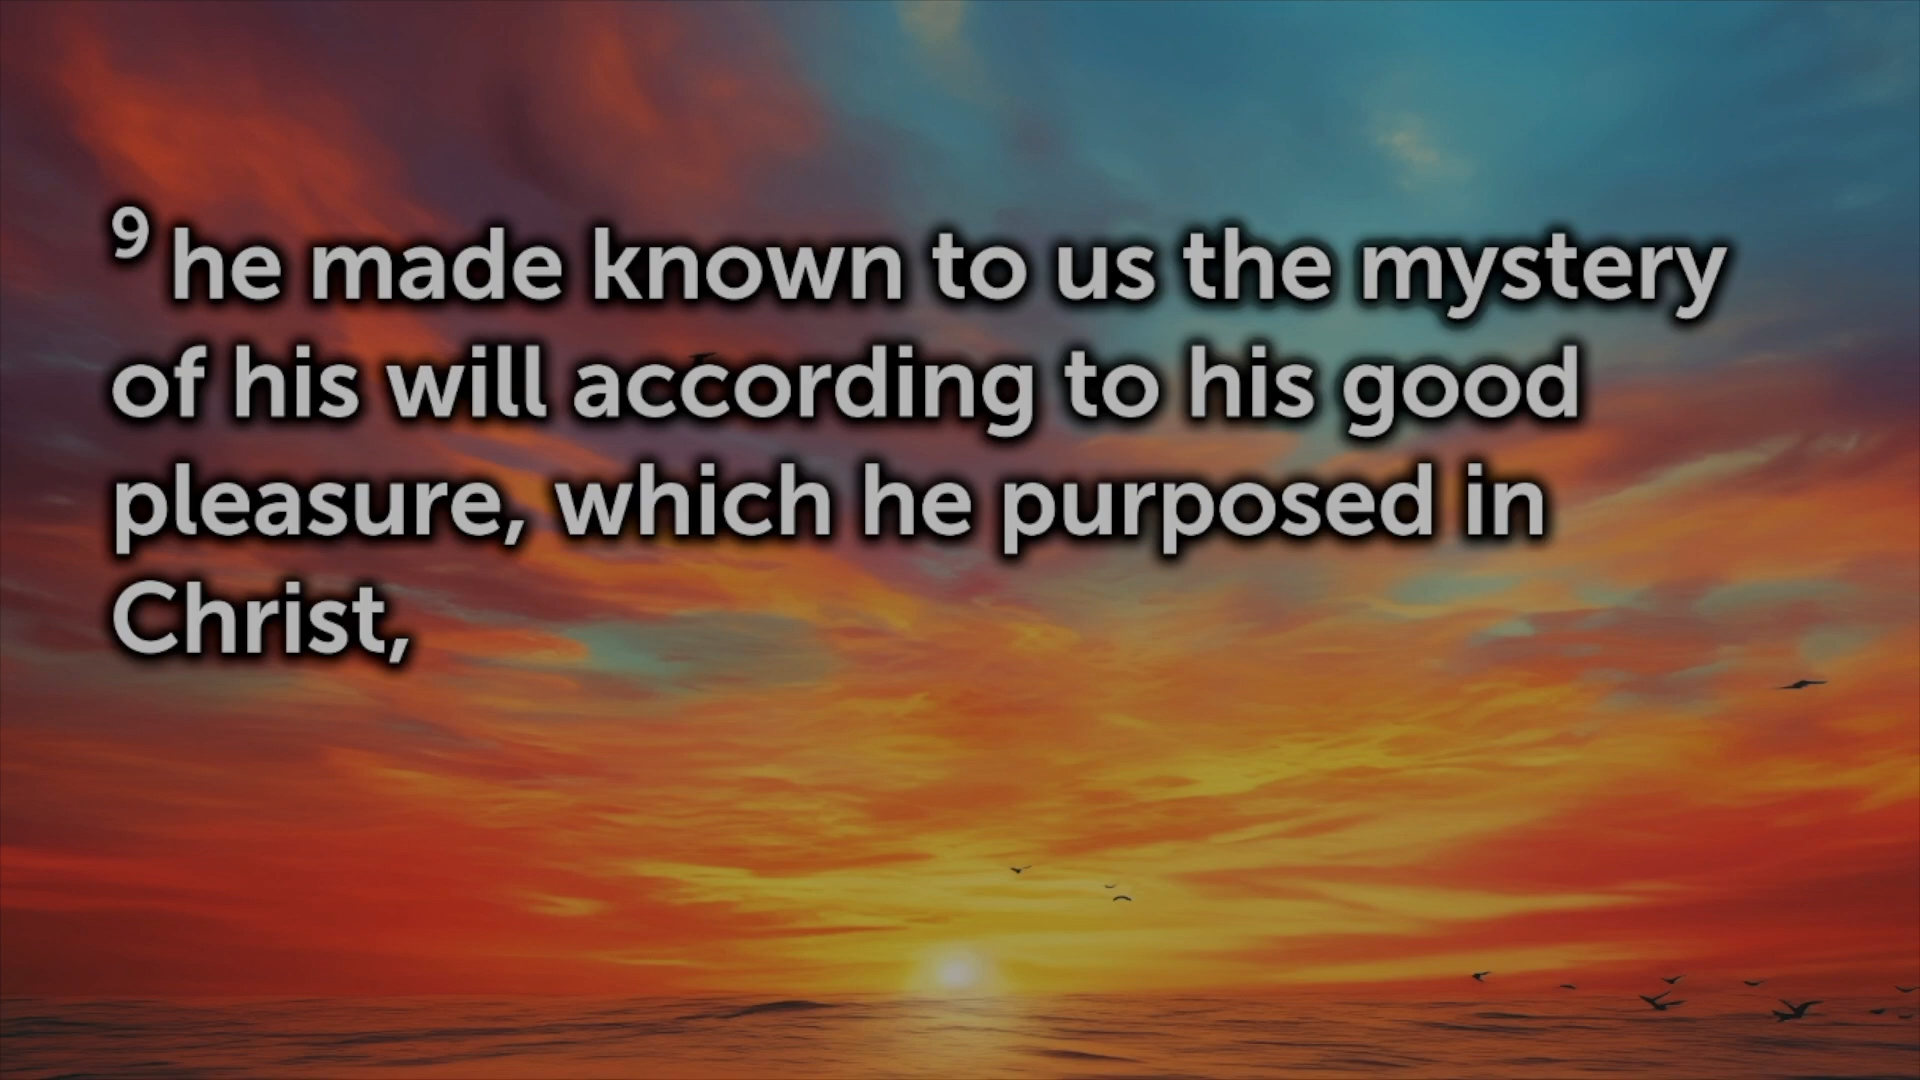 9 he made known to us the mystery
of his will according to his good
pleasure, which he purposed in
Christ,